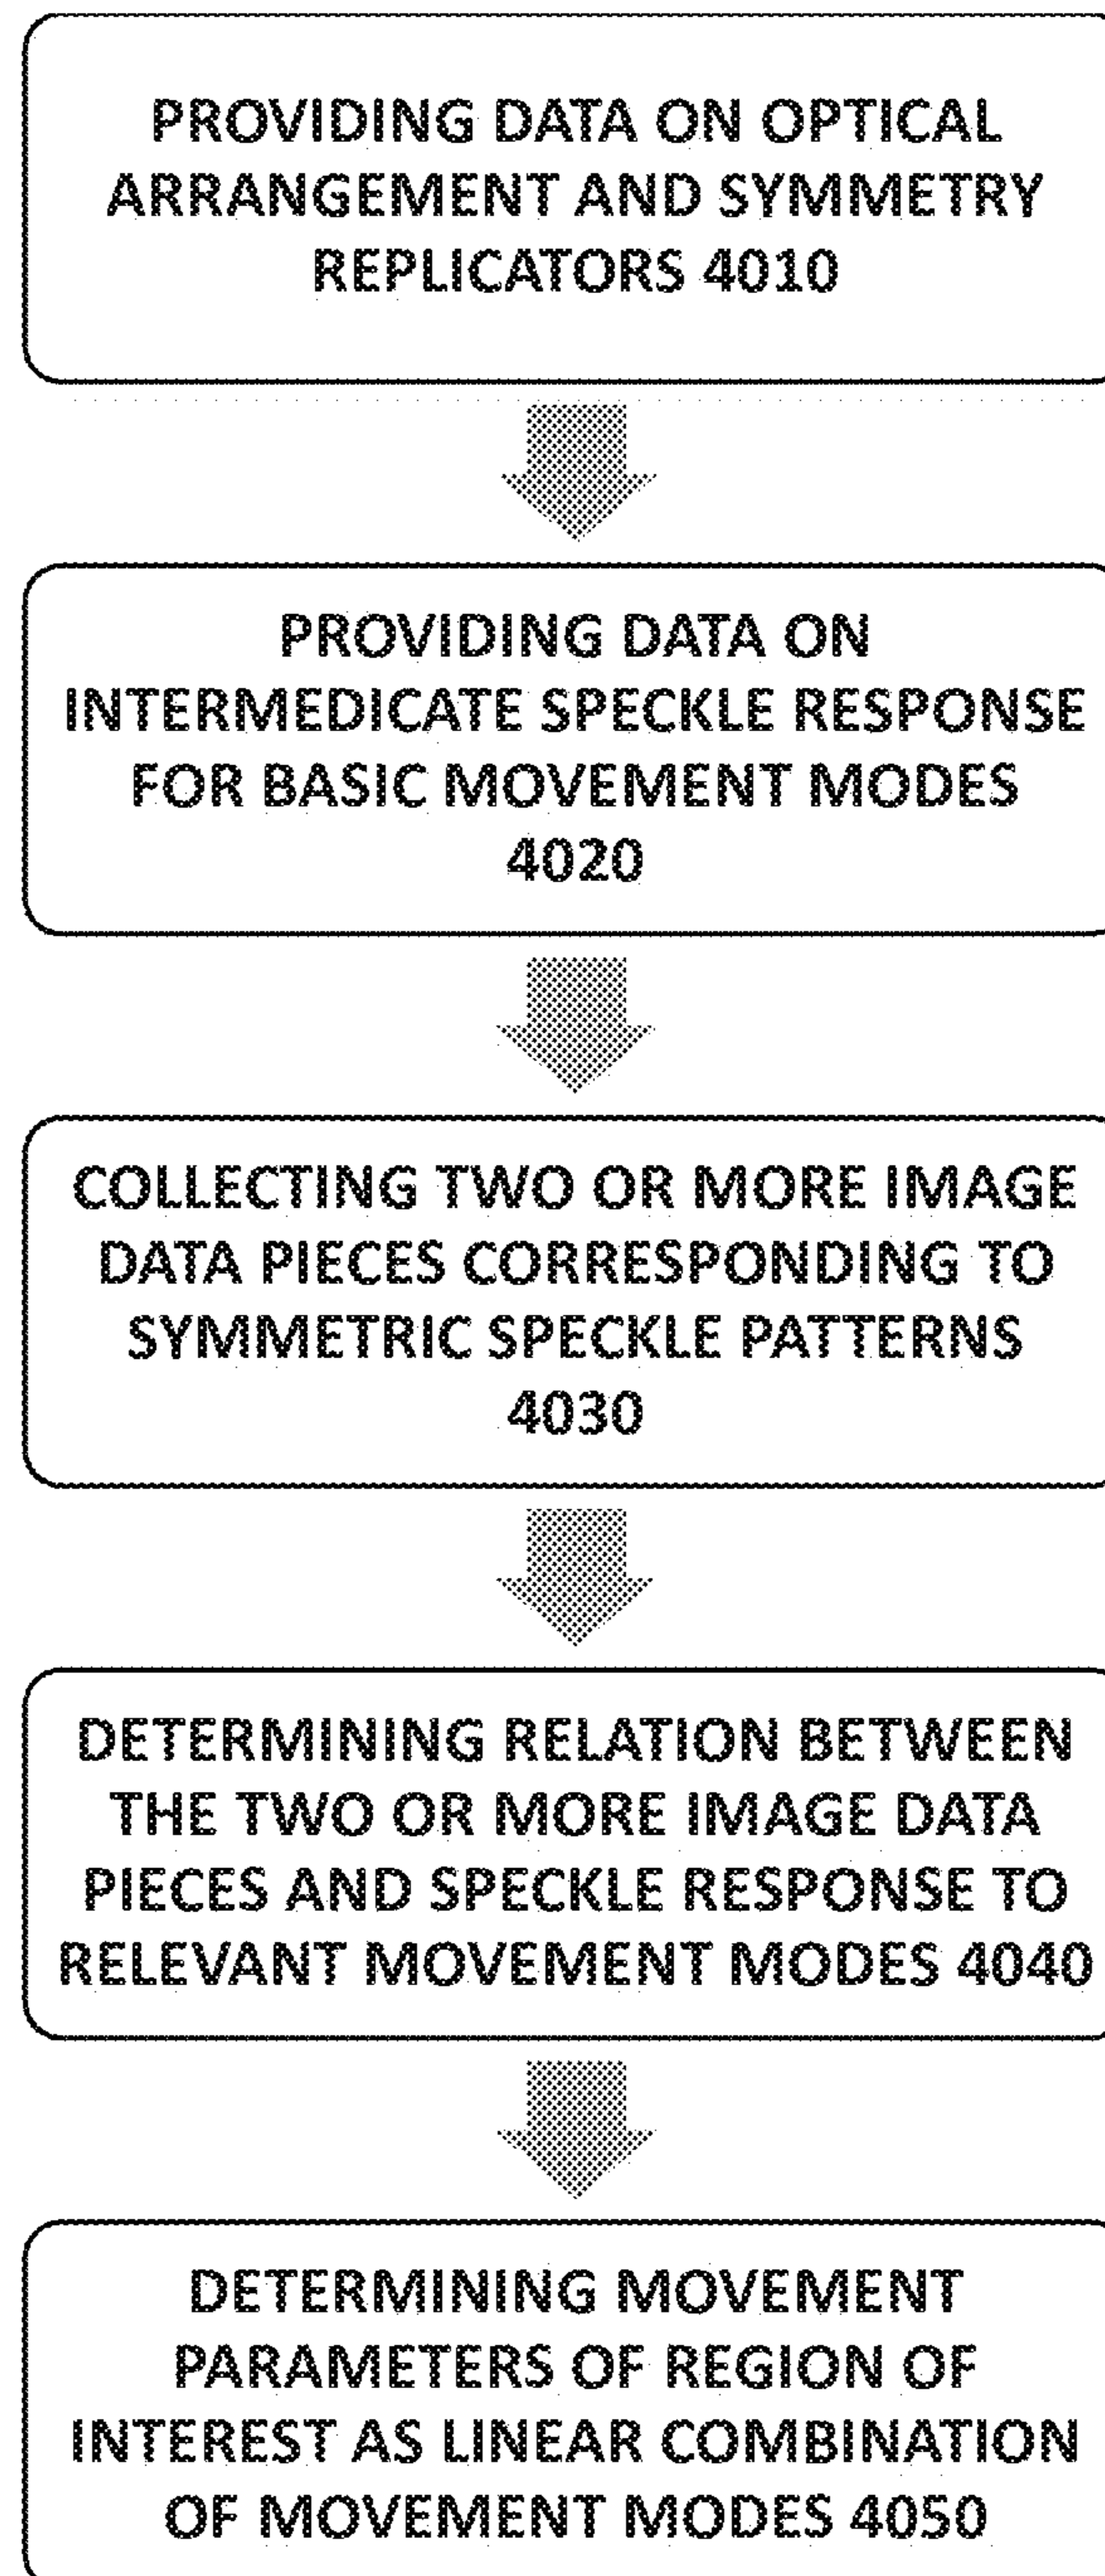 PROVIDING DATA ON OPTICAL
ARRANGEMENT AND SYMMETRY
REPLICATORS 4010
PROVIDING DATA ON
INTERMEDICATE SPECKLE RESPONSE
FOR BASIC MOVEMENT MODES
4020
COLLECTING TWO OR MORE IMAGE
DATA PIECES CORRESPONDING TO
SYMMETRIC SPECKLE PATTERNS
4030
DETERMINING RELATION BETWEEN
THE TWO OR MORE IMAGE DATA
PIECES AND SPECKLE RESPONSE TO
RELEVANT MOVEMENT MODES 4040
DETERMINING MOVEMENT
PARAMETERS OF REGION OF
INTEREST AS LINEAR COMBINATION
OF MOVEMENT MODES 4050